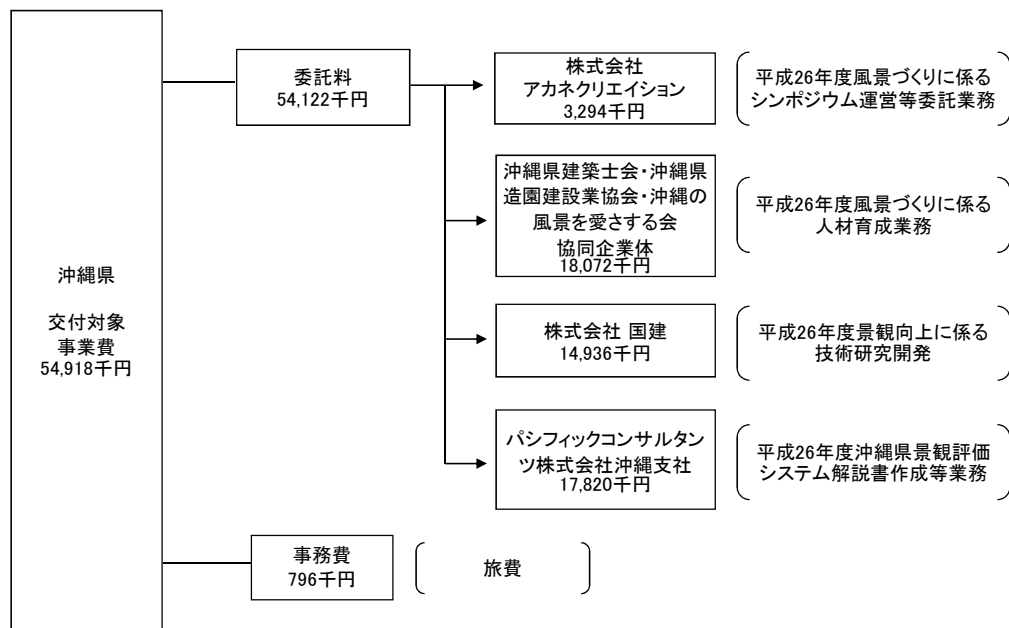 沖縄県
交付対象
事業費
54,918千円
委託料
54,122千円
株式会社
アカネクリエイション
3,294千円
平成26年度風景づくりに係る
シンポジウム運営等委託業務
沖縄県建築士会・沖縄県
造園建設業協会・沖縄の
風景を愛さする会
協同企業体
18,072千円
平成26年度風景づくりに係る
人材育成業務
株式会社 国建
14,936千円
平成26年度景観向上に係る
技術研究開発
パシフィックコンサルタン
ツ株式会社沖縄支社
17,820千円
平成26年度沖縄県景観評価
システム解説書作成等業務
事務費
796千円
旅費